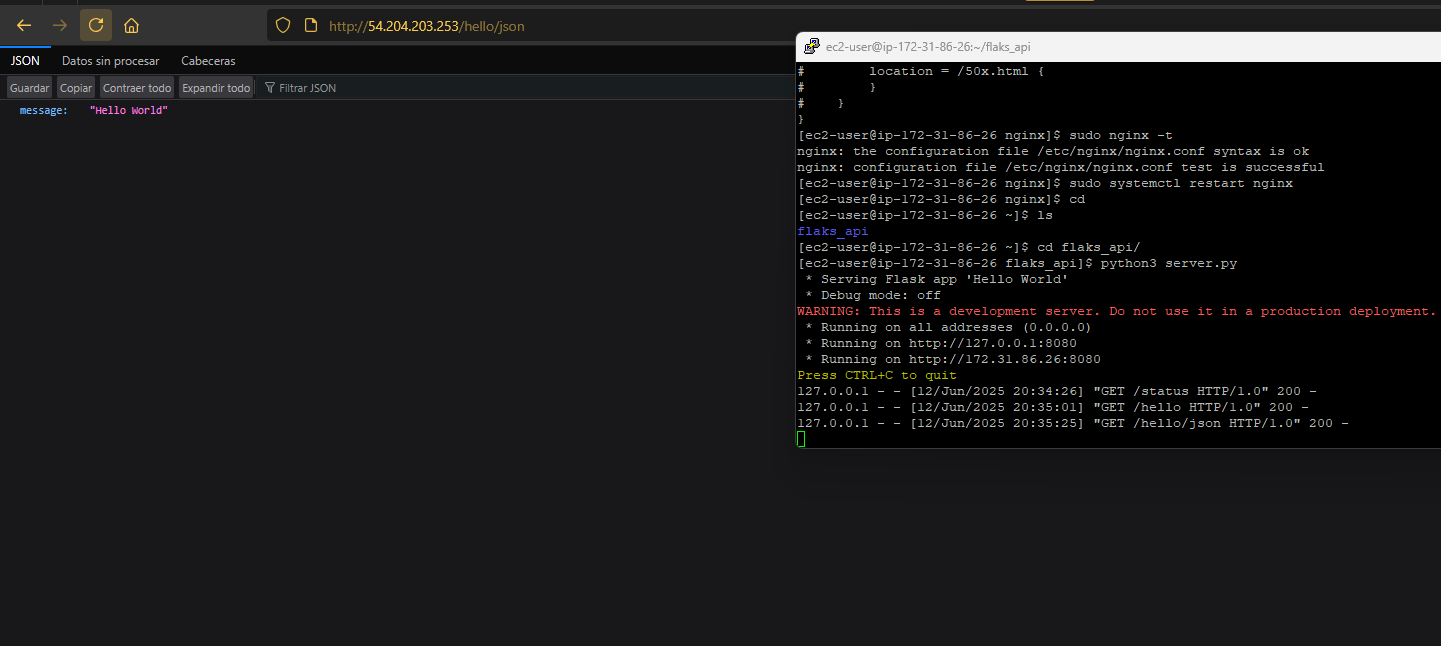 http://54.204.203.253/hello/json
JSON
Datos sin procesar
Cabeceras
Guardar
Copiar
Contraer todo
Expandir todo
Filtrar JSON
message: "Hello World"
ec2-user@ip-172-31-86-26:~/flaks_api
#        location = /50x.html {
#        }
#    }
}
[ec2-user@ip-172-31-86-26 nginx]$ sudo nginx -t
nginx: the configuration file /etc/nginx/nginx.conf syntax is ok
nginx: configuration file /etc/nginx/nginx.conf test is successful
[ec2-user@ip-172-31-86-26 nginx]$ sudo systemctl restart nginx
[ec2-user@ip-172-31-86-26 nginx]$ cd
[ec2-user@ip-172-31-86-26 ~]$ ls
flaks_api
[ec2-user@ip-172-31-86-26 ~]$ cd flaks_api/
[ec2-user@ip-172-31-86-26 flaks_api]$ python3 server.py
 * Serving Flask app 'Hello World'
 * Debug mode: off
WARNING: This is a development server. Do not use it in a production deployment.
 * Running on all addresses (0.0.0.0)
 * Running on http://127.0.0.1:8080
 * Running on http://172.31.86.26:8080
Press CTRL+C to quit
127.0.0.1 - - [12/Jun/2025 20:34:26] "GET /status HTTP/1.0" 200 -
127.0.0.1 - - [12/Jun/2025 20:35:01] "GET /hello HTTP/1.0" 200 -
127.0.0.1 - - [12/Jun/2025 20:35:25] "GET /hello/json HTTP/1.0" 200 -